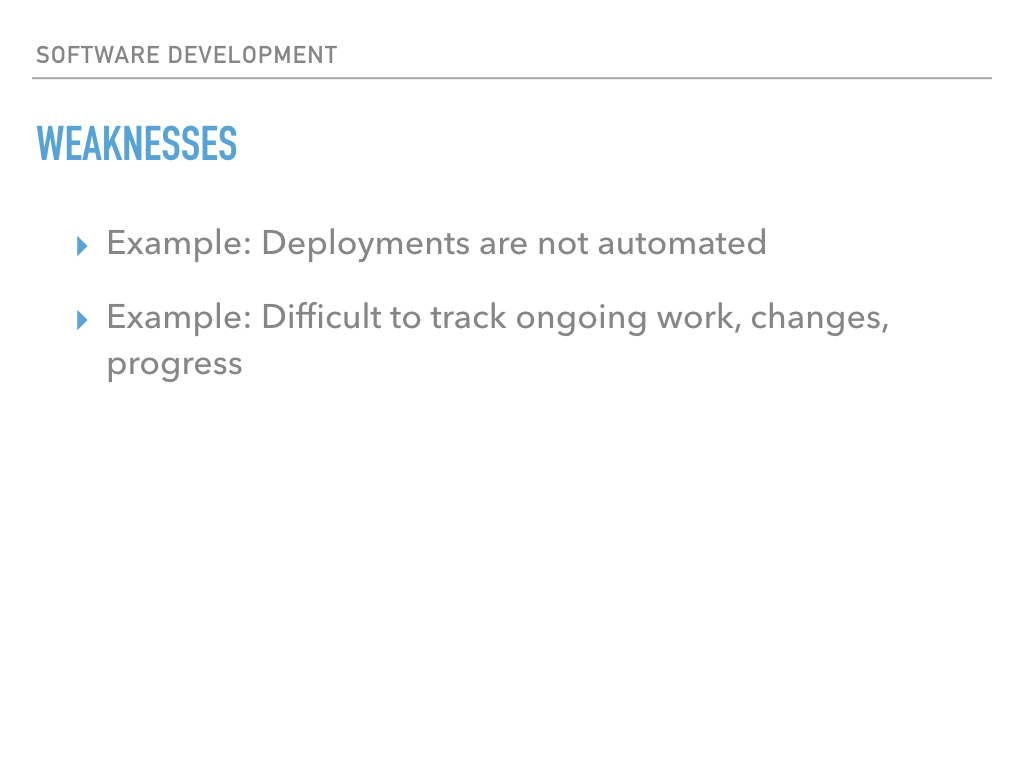 SOFTWARE DEVELOPMENT
WEAKNESSES
Example: Deployments are not automated
Example: Difficult to track ongoing work, changes,
progress